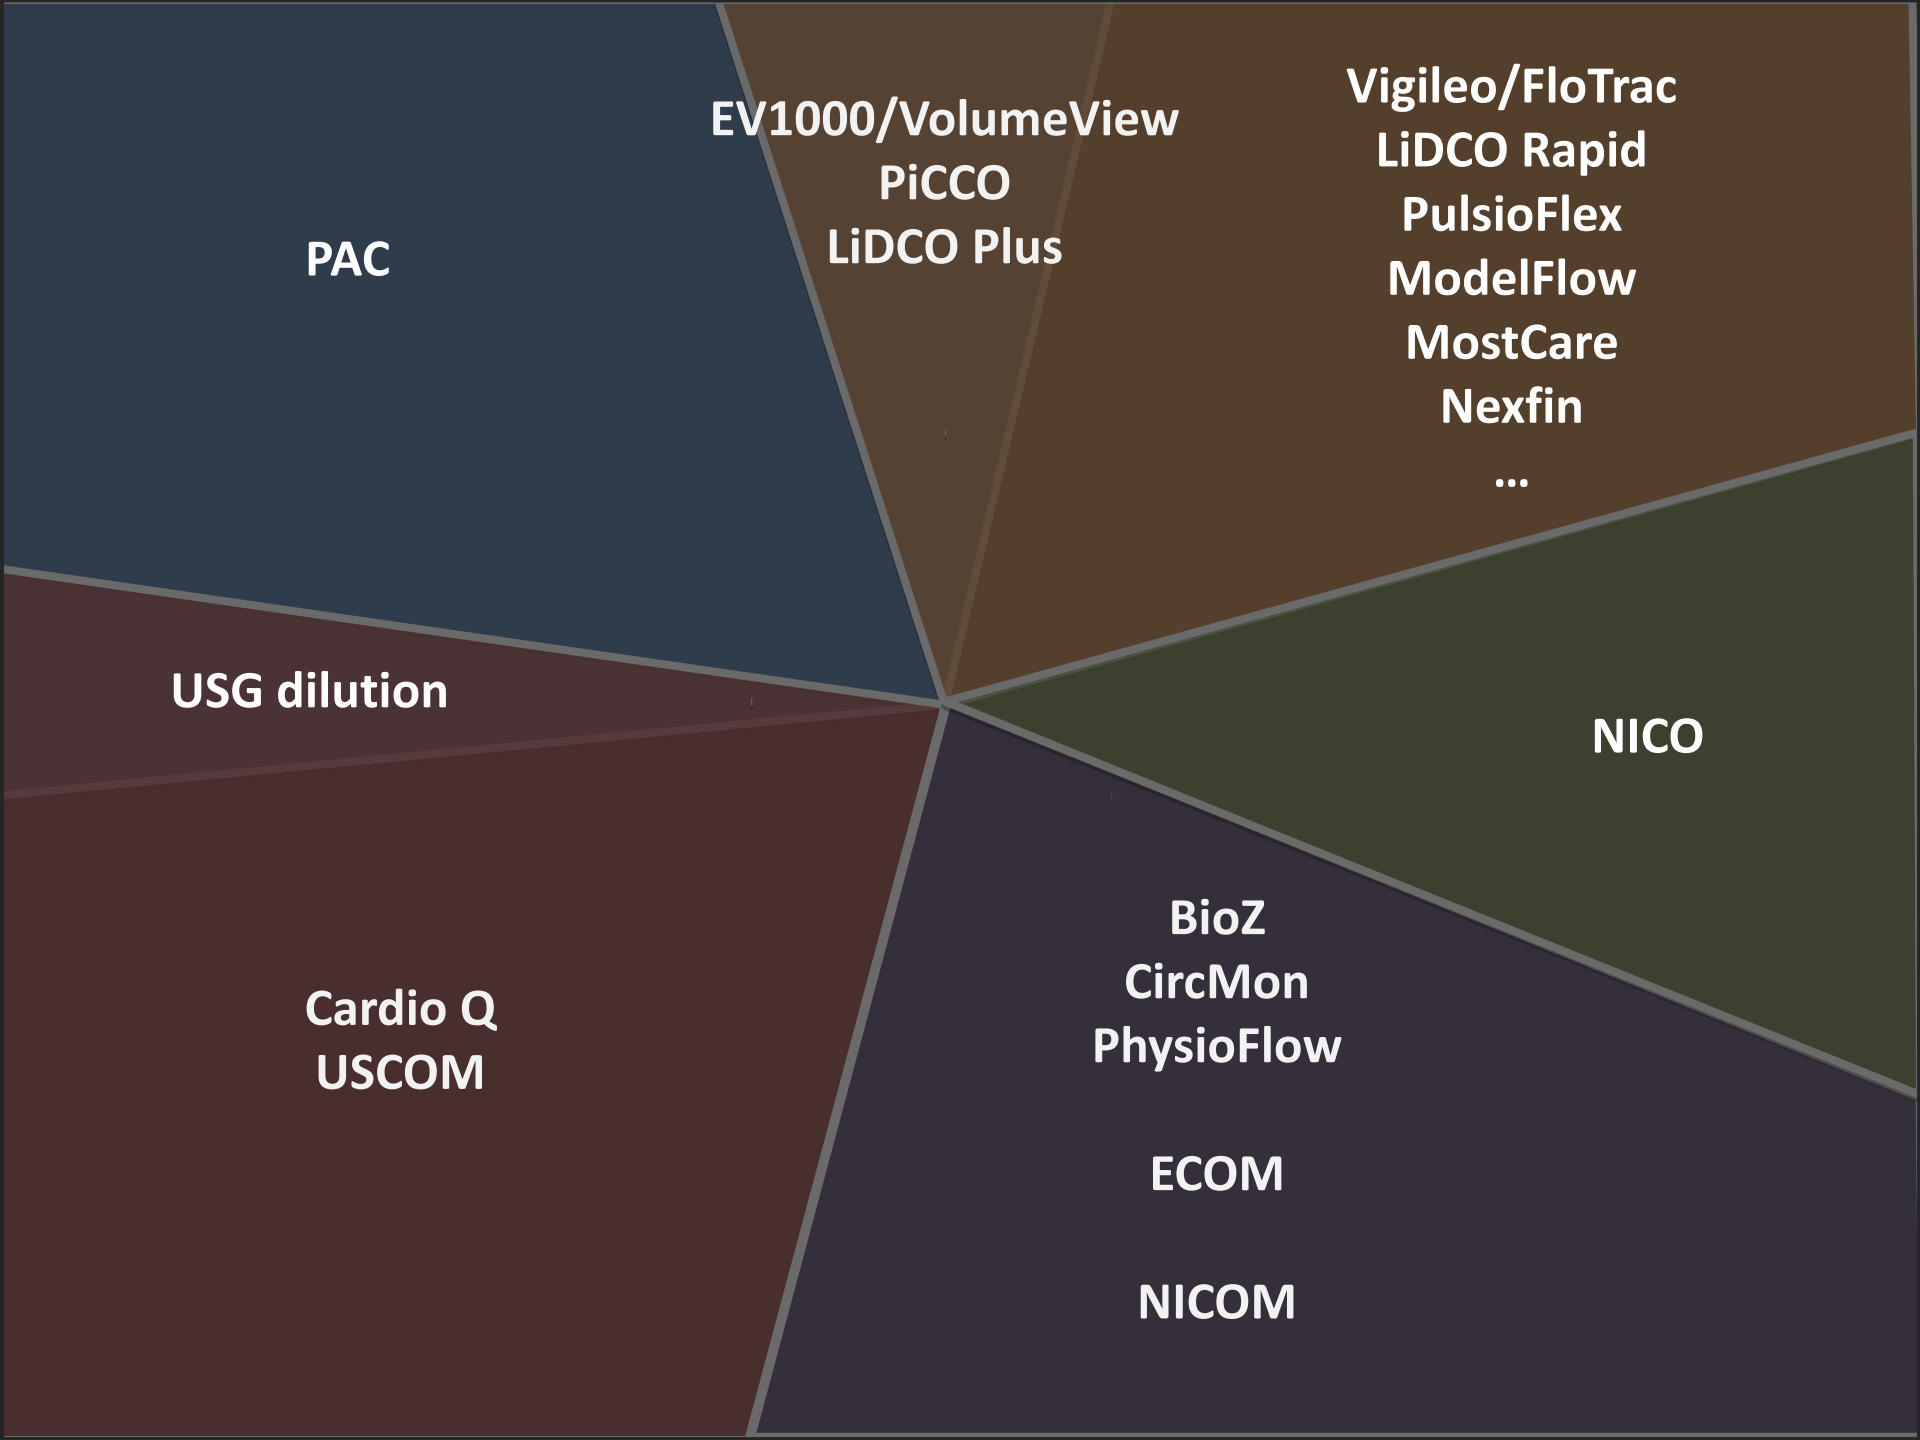 PAC
EV1000/VolumeView
PiCCO
LiDCO Plus
Vigileo/FloTrac
LiDCO Rapid
PulsioFlex
ModelFlow
MostCare
Nexfin
...
USG dilution
NICO
Cardio Q
USCOM
BioZ
CircMon
PhysioFlow
ECOM
NICOM